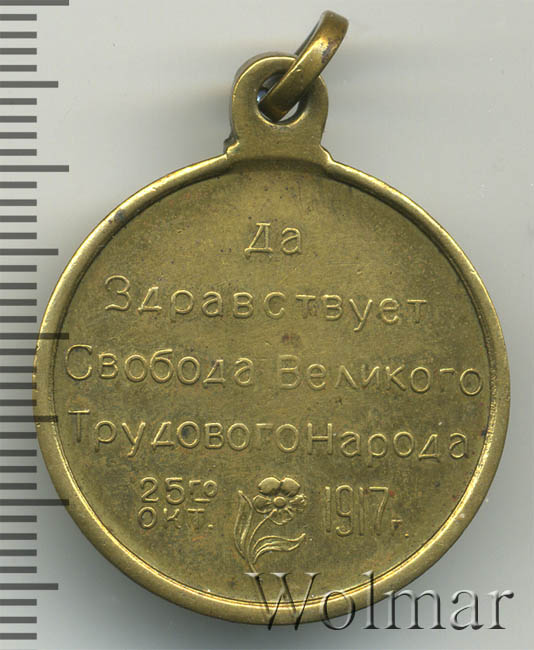 Да
Здравствует
Свобода Великого
Трудового Народа
25го 1917г.
окт.
Wolmar